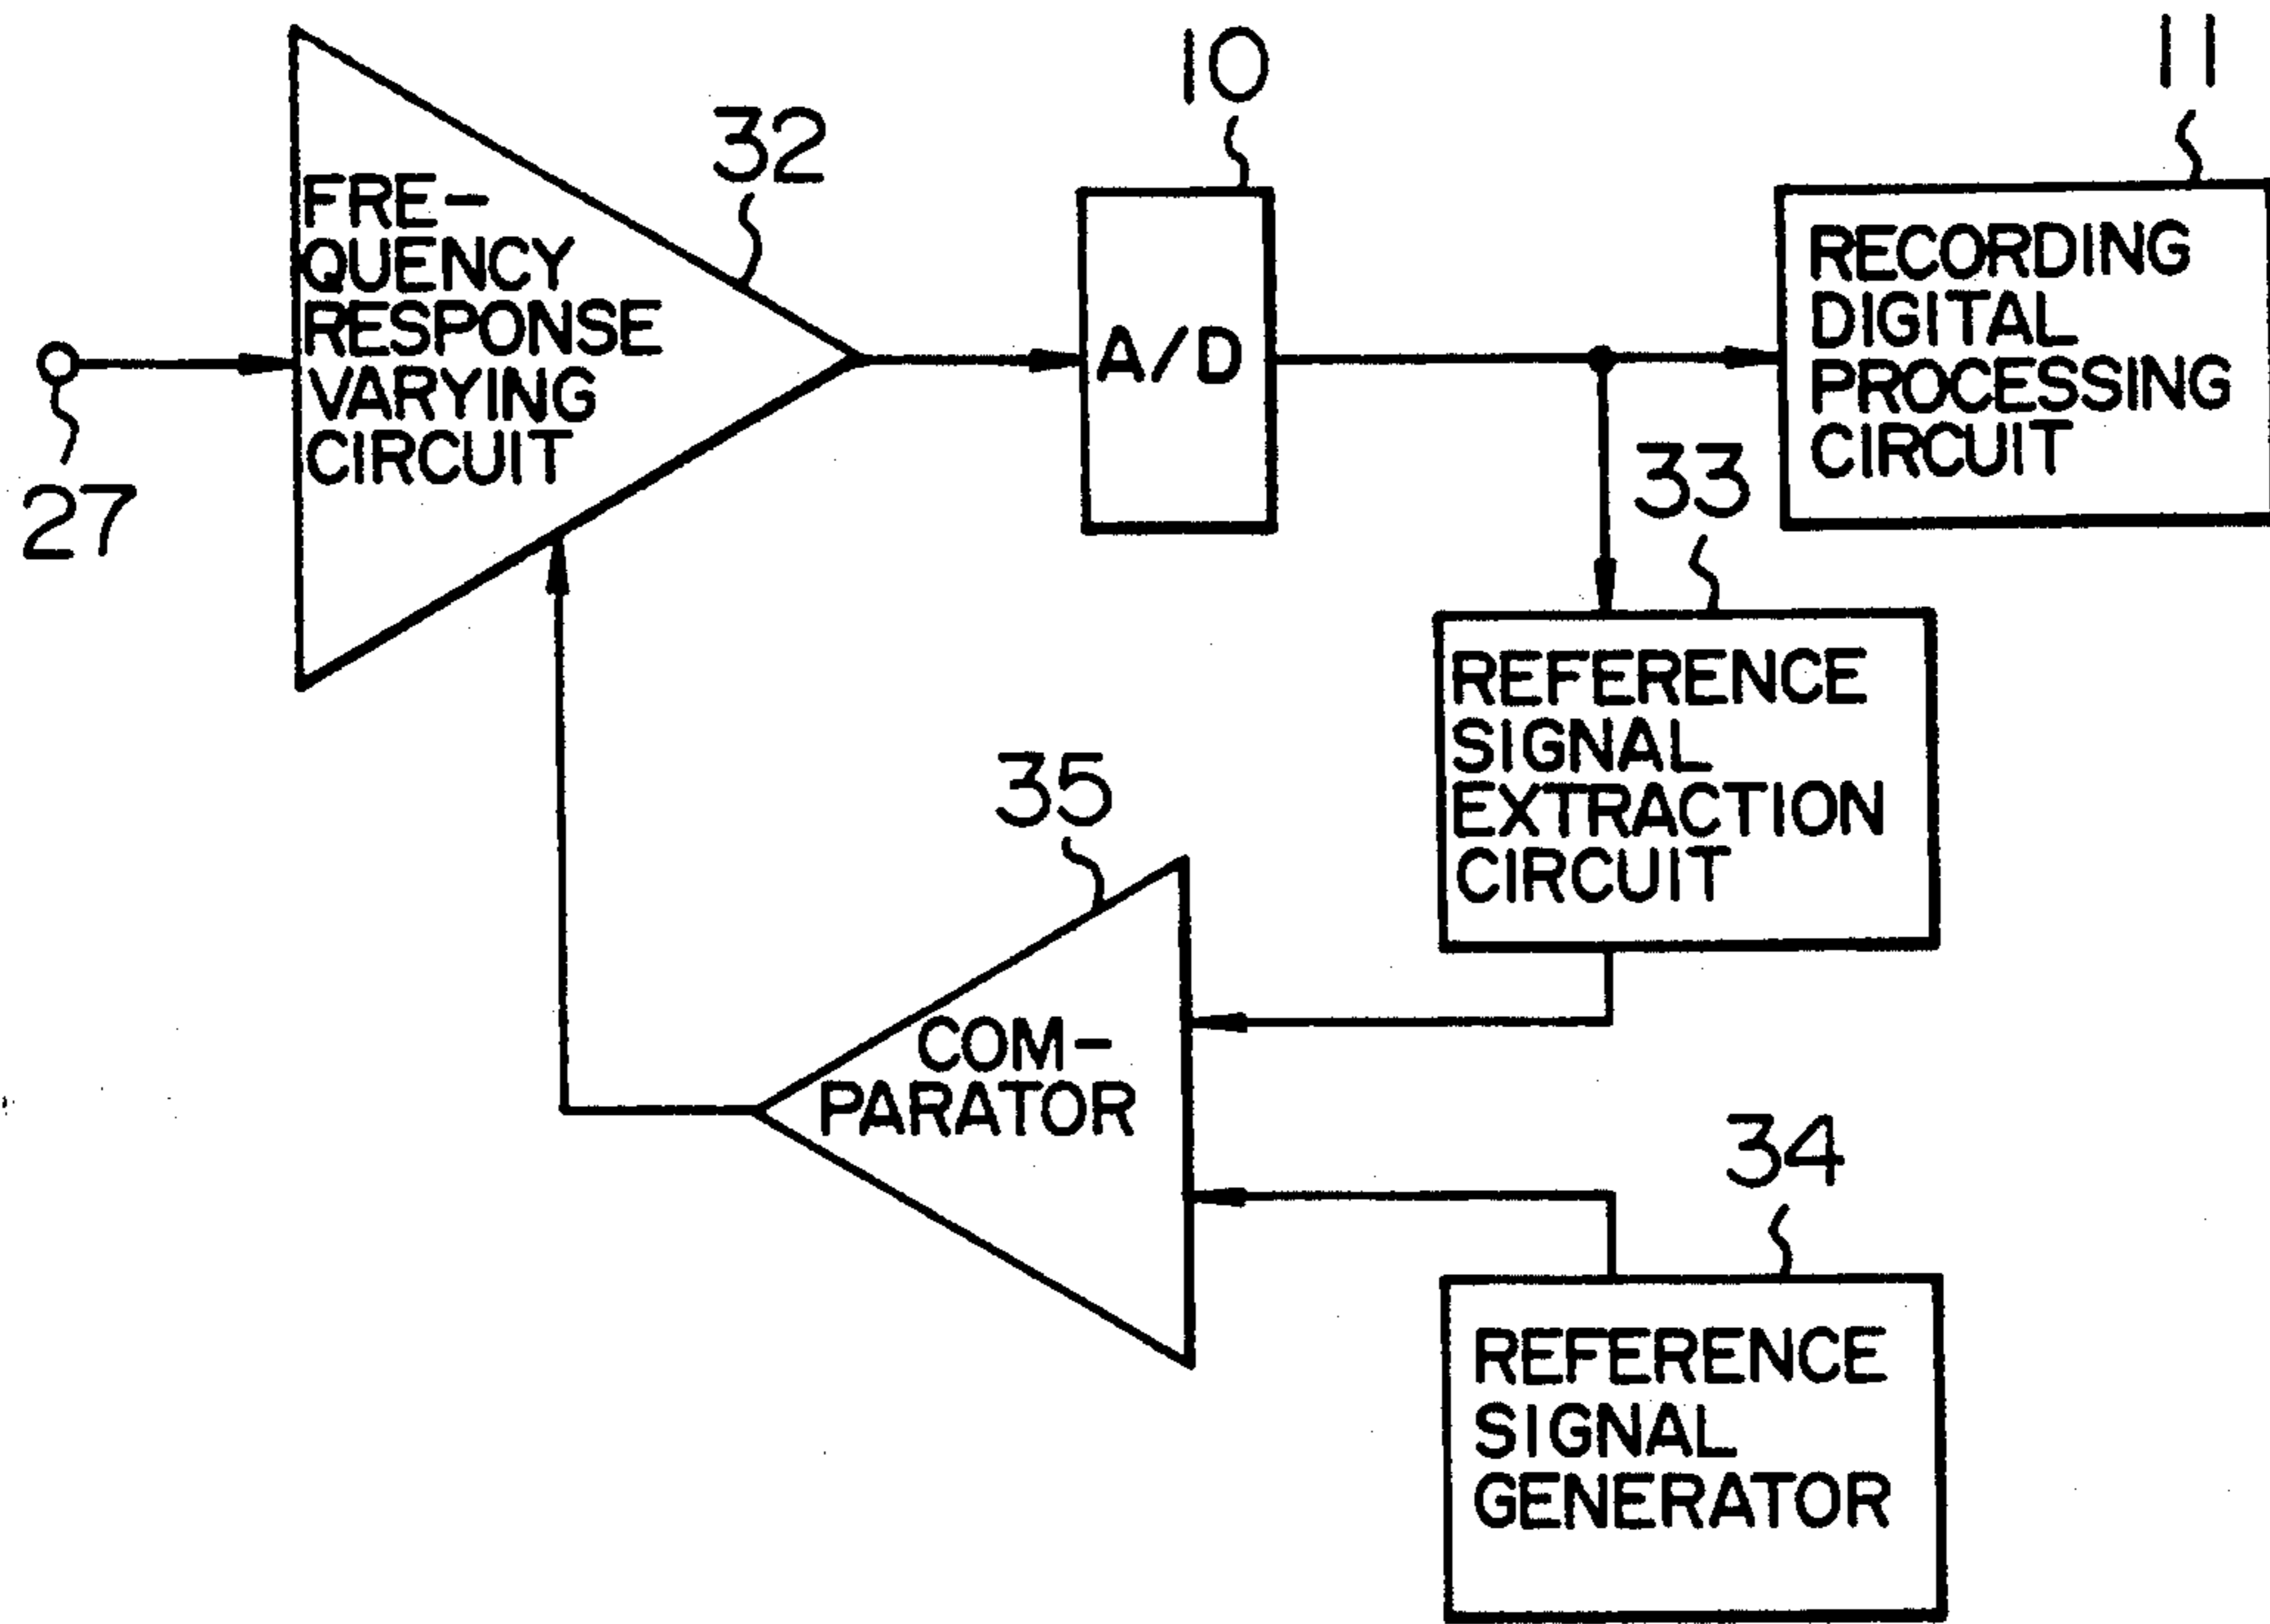 10
11
32
FRE-
QUENCY
RESPONSE
VARYING
CIRCUIT
A/D
RECORDING
DIGITAL
PROCESSING
CIRCUIT
27
33
REFERENCE
SIGNAL
EXTRACTION
CIRCUIT
35
COM-
PARATOR
34
REFERENCE
SIGNAL
GENERATOR